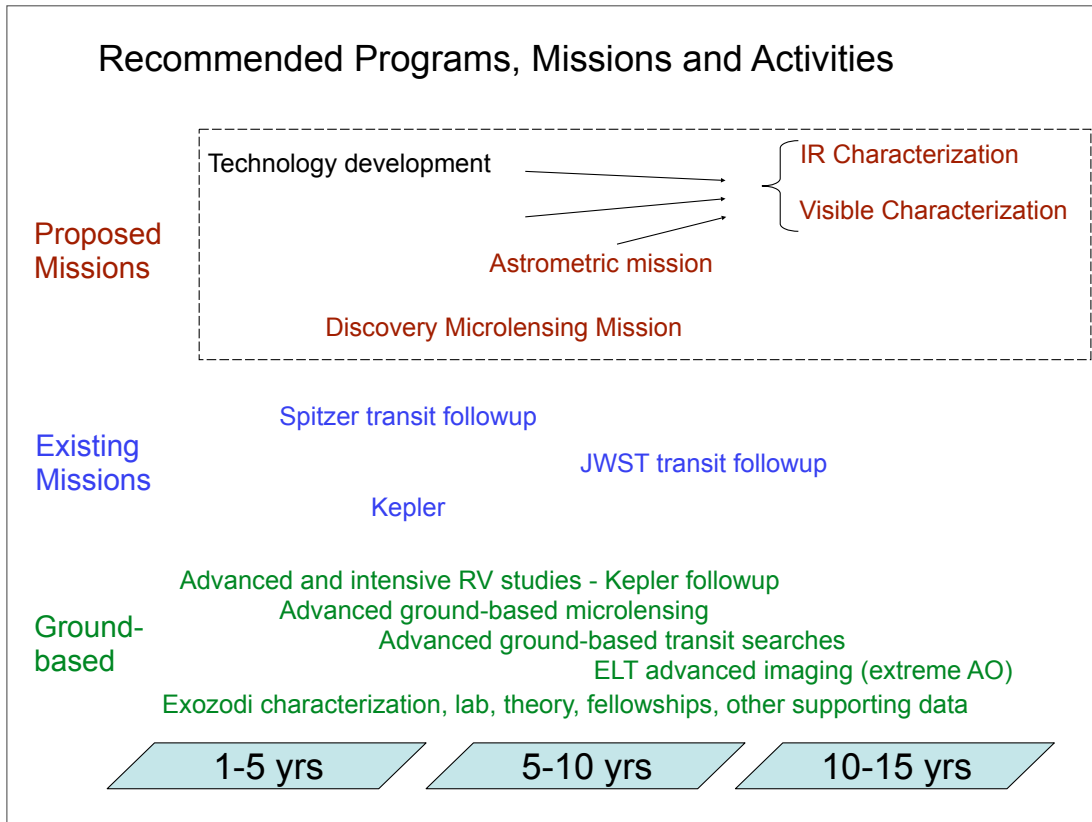 Recommended Programs, Missions and Activities
Technology development
IR Characterization
Visible Characterization
Proposed
Missions
Astrometric mission
Discovery Microlensing Mission
Spitzer transit followup
Existing
Missions
JWST transit followup
Kepler
Advanced and intensive RV studies - Kepler followup
Advanced ground-based microlensing
Ground-
based
Advanced ground-based transit searches
ELT advanced imaging (extreme AO)
Exozodi characterization, lab, theory, fellowships, other supporting data
1-5 yrs
5-10 yrs
10-15 yrs